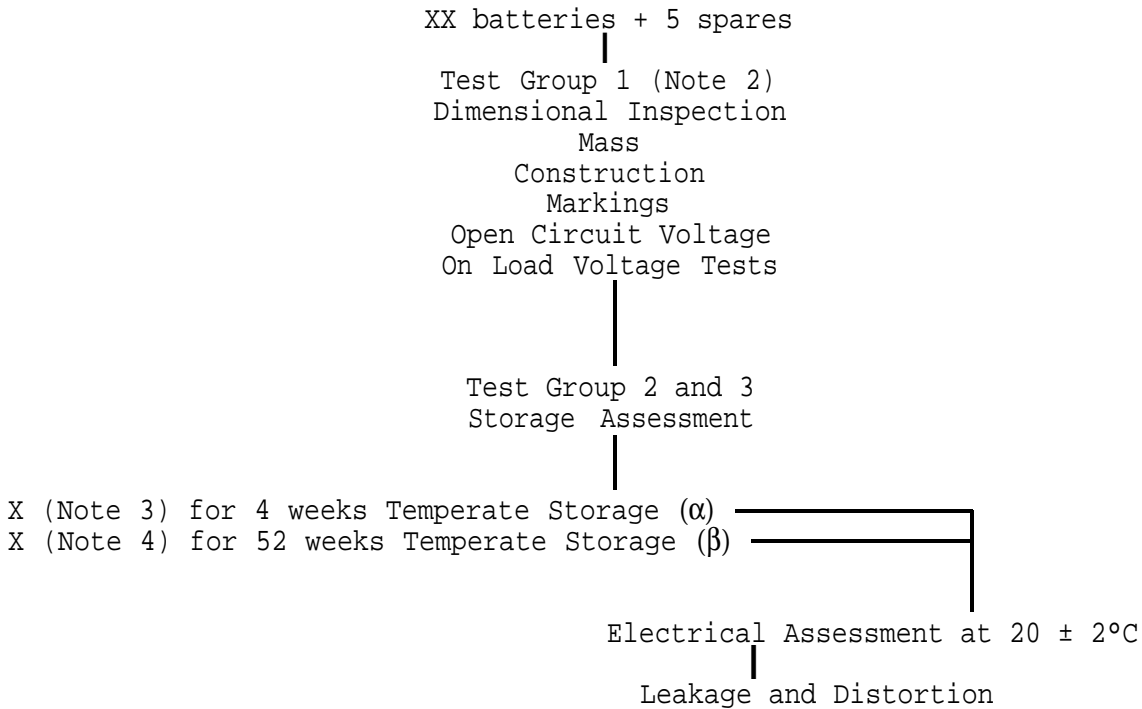 XX batteries + 5 spares
Test Group 1 (Note 2)
Dimensional Inspection
Mass
Construction
Markings
Open Circuit Voltage
On Load Voltage Tests
Test Group 2 and 3
Storage Assessment
X (Note 3) for 4 weeks Temperate Storage (α)
X (Note 4) for 52 weeks Temperate Storage (β)
Electrical Assessment at 20 ± 2ºC
Leakage and Distortion